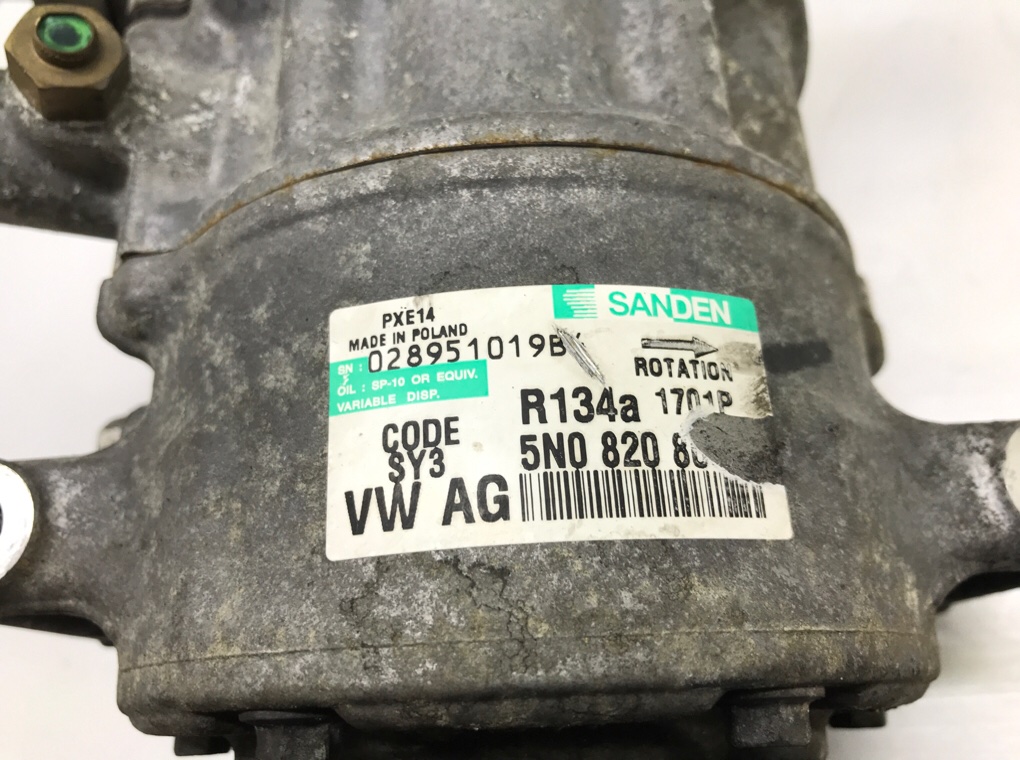 SANDEN
PXE14
MADE IN POLAND
SN : 028951019B
ROTATION
OIL : SP-10 OR EQUIV.
VARIABLE DISP.
R134a 1701P
CODE
SY3
5N0 820
VW AG